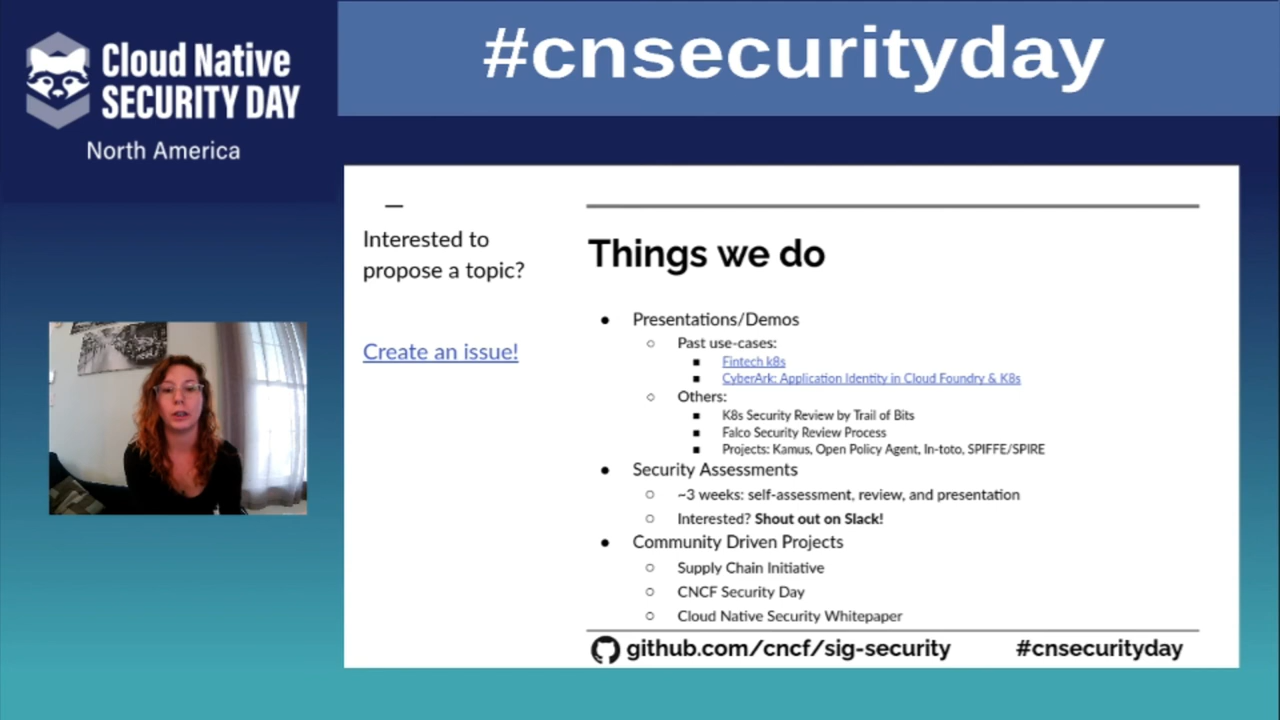 Cloud Native
SECURITY DAY
North America
#cnsecurityday
Interested to
propose a topic?
Create an issue!
Things we do
● Presentations/Demos
○ Past use-cases:
■ Fintech k8s
■ CyberArk: Application Identity in Cloud Foundry & K8s
○ Others:
■ K8s Security Review by Trail of Bits
■ Falco Security Review Process
■ Projects: Kamus, Open Policy Agent, In-toto, SPIFFE/SPIRE
● Security Assessments
○ ~3 weeks: self-assessment, review, and presentation
○ Interested? Shout out on Slack!
● Community Driven Projects
○ Supply Chain Initiative
○ CNCF Security Day
○ Cloud Native Security Whitepaper
github.com/cncf/sig-security #cnsecurityday